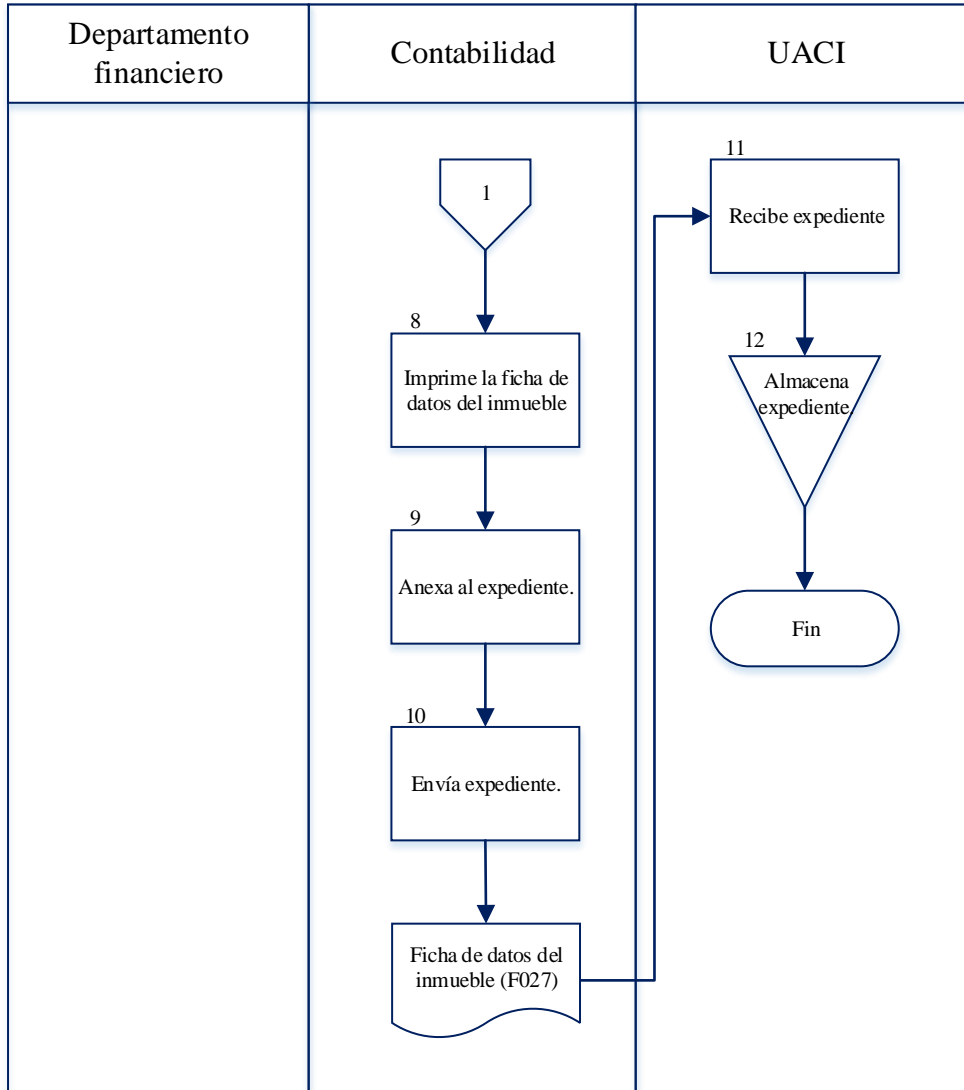 Departamento
financiero
Contabilidad
UACI
1
8
Imprime la ficha de
datos del inmueble
9
Anexa al expediente.
10
Envía expediente.
Ficha de datos del
inmueble (F027)
11
Recibe expediente
12
Almacena
expediente.
Fin